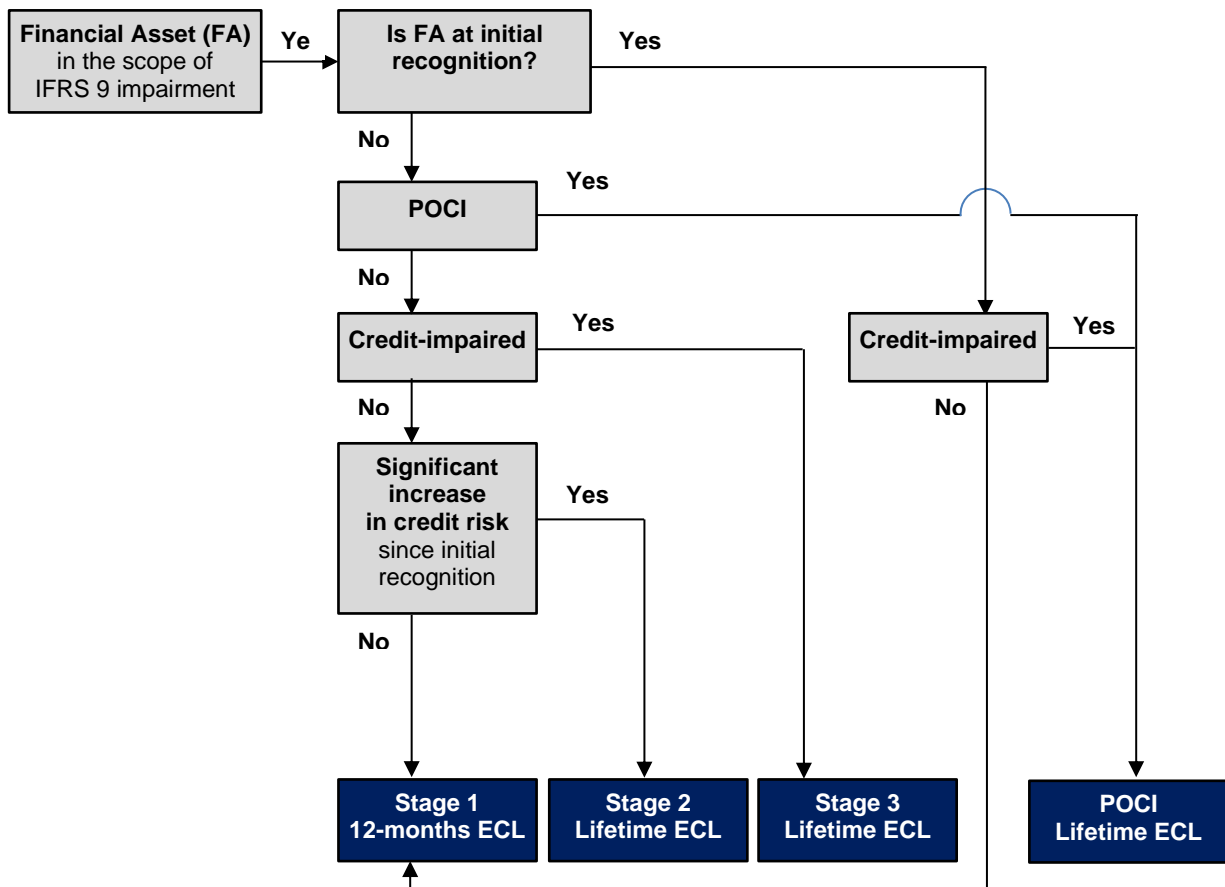 Financial Asset (FA)
in the scope of
IFRS 9 impairment
Ye
Is FA at initial
recognition?
Yes
No
POCI
Yes
No
Credit-impaired
Yes
Credit-impaired
Yes
No
No
Significant
increase
in credit risk
since initial
recognition
Yes
No
Stage 1
12-months ECL
Stage 2
Lifetime ECL
Stage 3
Lifetime ECL
POCI
Lifetime ECL